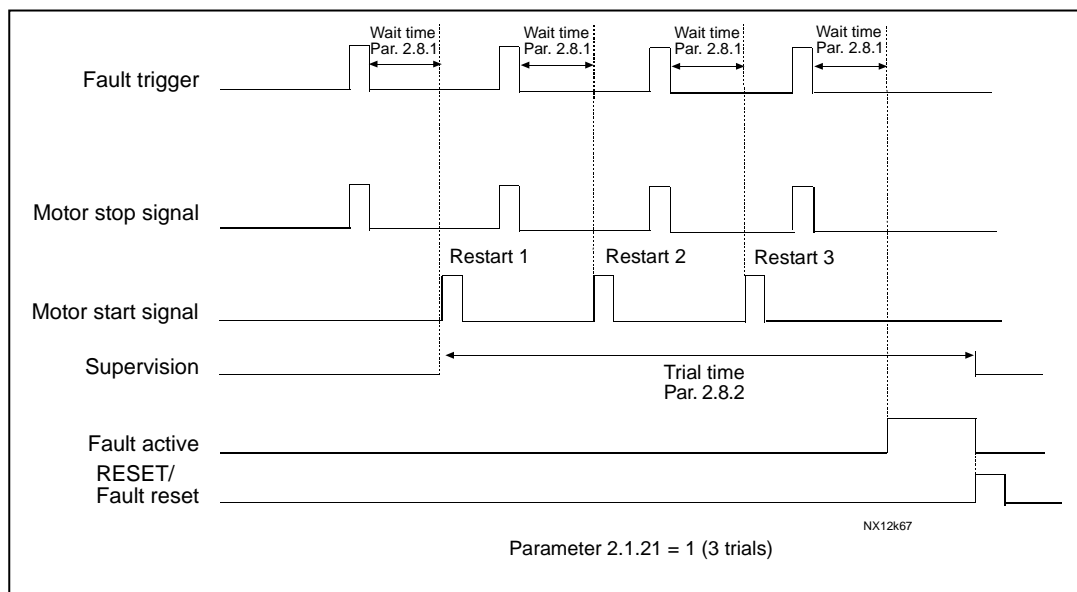 Wait time
Par. 2.8.1
Wait time
Par. 2.8.1
Wait time
Par. 2.8.1
Wait time
Par. 2.8.1
Fault trigger
Motor stop signal
Restart 1
Restart 2
Restart 3
Motor start signal
Supervision
Trial time
Par. 2.8.2
Fault active
RESET/
Fault reset
NX12k67
Parameter 2.1.21 = 1 (3 trials)